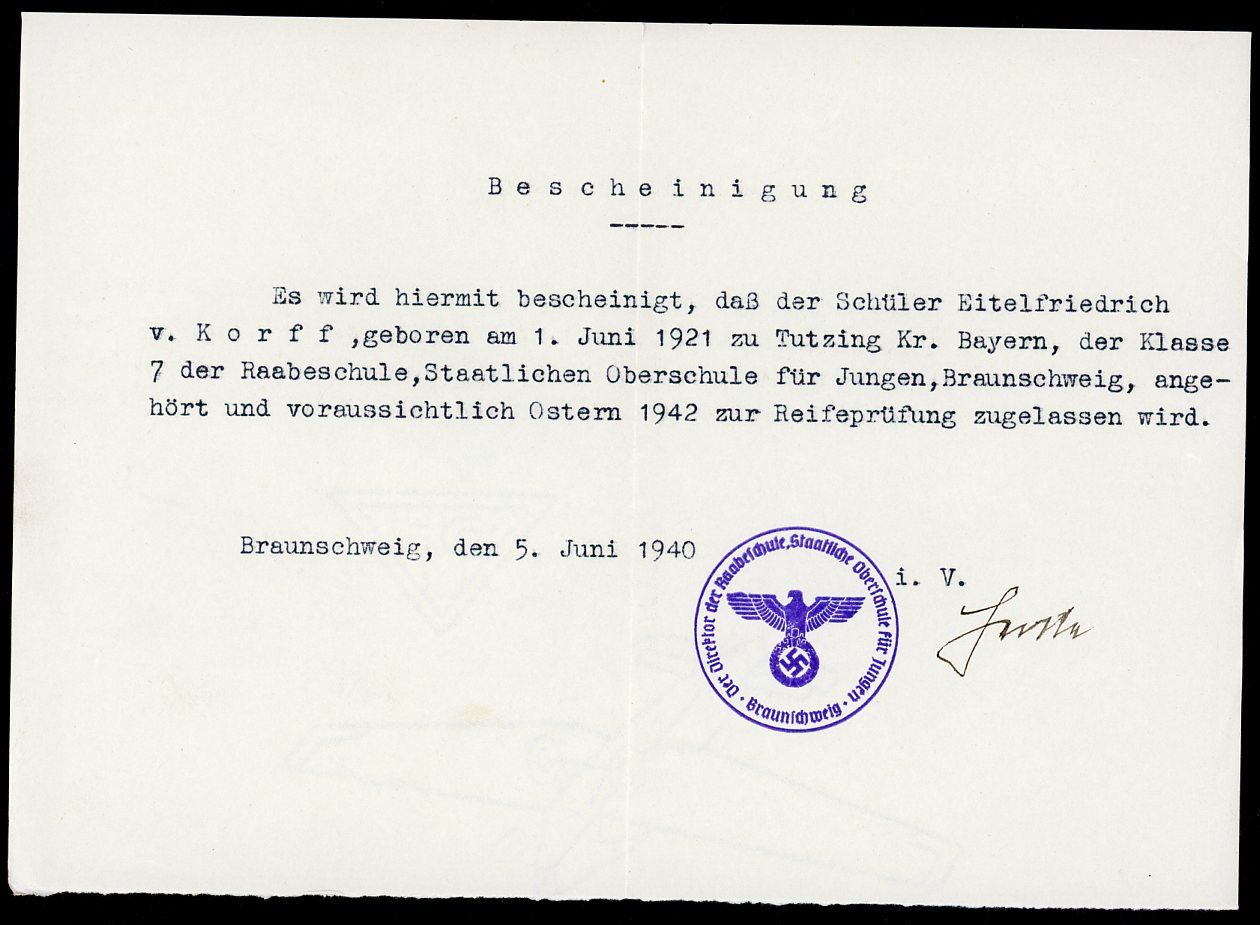 B e s c h e i n i g u n g
-----
Es wird hiermit bescheinigt, daß der Schüler Eitelfriedrich
v. K o r f f ,geboren am 1. Juni 1921 zu Tutzing Kr. Bayern, der Klasse
7 der Raabeschule,Staatlichen Oberschule für Jungen,Braunschweig, ange-
hört und voraussichtlich Ostern 1942 zur Reifeprüfung zugelassen wird.
Braunschweig, den 5. Juni 1940
Der Direktor der Raabeschule, Staatliche Oberschule für Jungen
· Braunschweig ·
i. V.